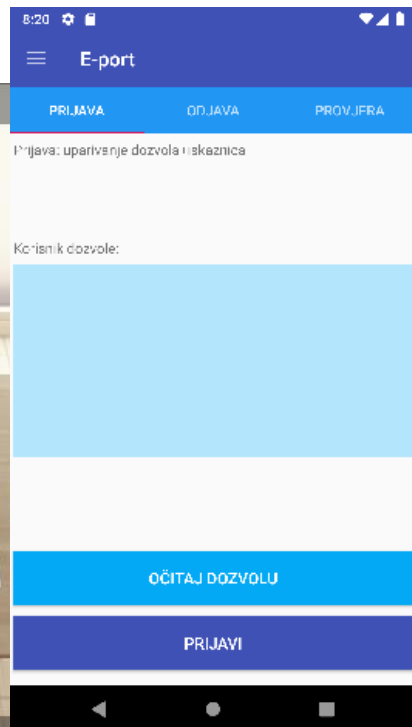 8:20
E-port
PRIJAVA ODJAVA PROVJERA
Prijava: uparivanje dozvola i iskaznica
Korisnik dozvole:
OČITAJ DOZVOLU
PRIJAVI